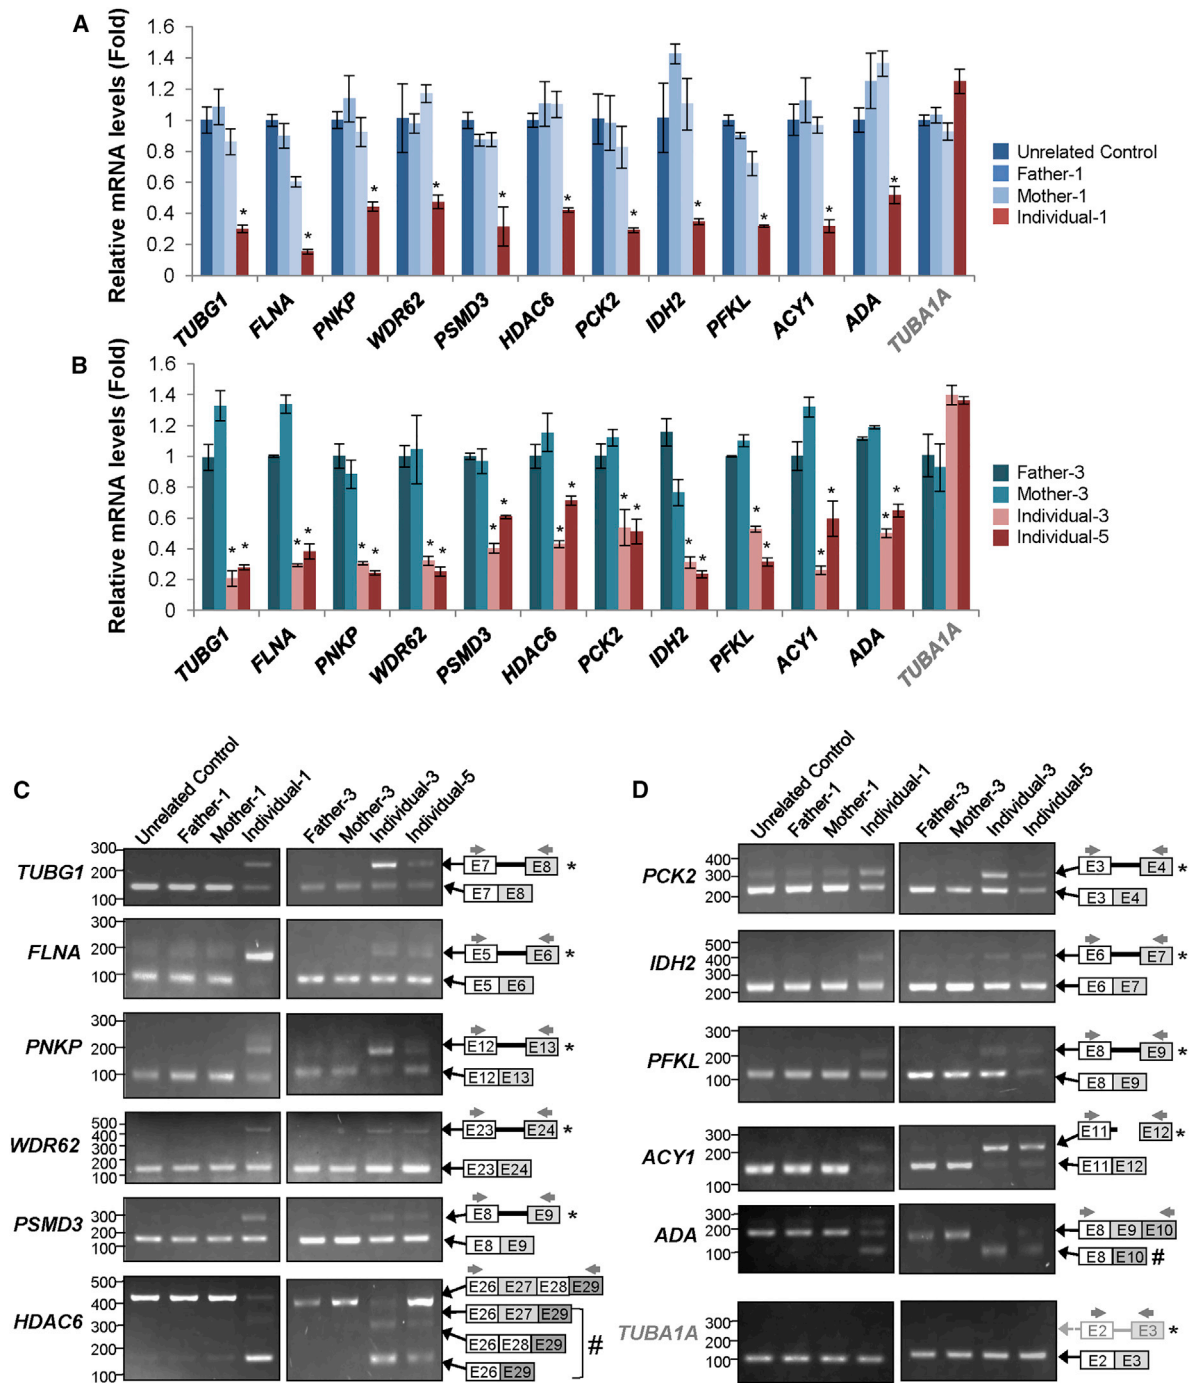 A
Relative mRNA levels (Fold)
1.6
1.4
1.2
1
0.8
0.6
0.4
0.2
0
* * * * * * * * * * *
TUBG1 FLNA PNKP WDR62 PSMD3 HDAC6 PCK2 IDH2 PFKL ACY1 ADA TUBA1A
Unrelated Control
Father-1
Mother-1
Individual-1
B
Relative mRNA levels (Fold)
1.6
1.4
1.2
1
0.8
0.6
0.4
0.2
0
* * * * * * * * * * * * * * * * * * * * * *
TUBG1 FLNA PNKP WDR62 PSMD3 HDAC6 PCK2 IDH2 PFKL ACY1 ADA TUBA1A
Father-3
Mother-3
Individual-3
Individual-5
C
Unrelated Control Father-1 Mother-1 Individual-1 Father-3 Mother-3 Individual-3 Individual-5
TUBG1
300
200
100
E7 E8 *
E7 E8
FLNA
300
200
100
E5 E6 *
E5 E6
PNKP
300
200
100
E12 E13 *
E12 E13
WDR62
500
400
300
200
100
E23 E24 *
E23 E24
PSMD3
300
200
100
E8 E9 *
E8 E9
HDAC6
500
400
300
200
100
E26 E27 E28 E29
E26 E27 E29
E26 E28 E29
E26 E29
#
D
Unrelated Control Father-1 Mother-1 Individual-1 Father-3 Mother-3 Individual-3 Individual-5
PCK2
400
300
200
E3 E4 *
E3 E4
IDH2
500
400
300
200
E6 E7 *
E6 E7
PFKL
300
200
100
E8 E9 *
E8 E9
ACY1
300
200
100
E11 E12 *
E11 E12
ADA
300
200
100
E8 E9 E10
E8 E10 #
TUBA1A
300
200
100
E2 E3 *
E2 E3